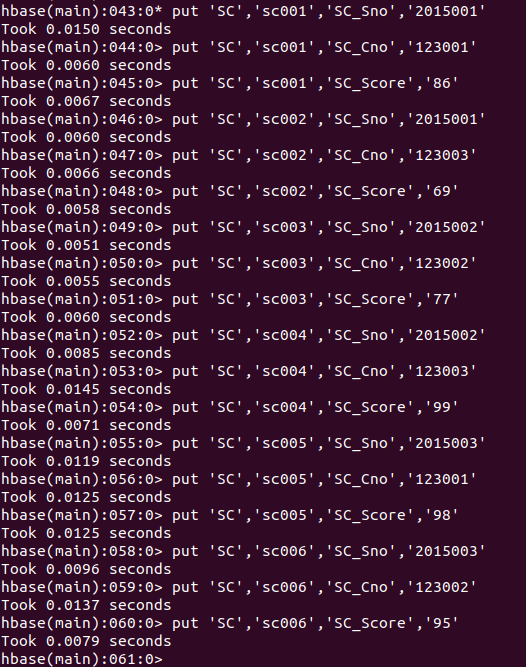 hbase(main):043:0* put 'SC','sc001','SC_Sno','2015001'
Took 0.0150 seconds
hbase(main):044:0> put 'SC','sc001','SC_Cno','123001'
Took 0.0060 seconds
hbase(main):045:0> put 'SC','sc001','SC_Score','86'
Took 0.0067 seconds
hbase(main):046:0> put 'SC','sc002','SC_Sno','2015001'
Took 0.0060 seconds
hbase(main):047:0> put 'SC','sc002','SC_Cno','123003'
Took 0.0066 seconds
hbase(main):048:0> put 'SC','sc002','SC_Score','69'
Took 0.0058 seconds
hbase(main):049:0> put 'SC','sc003','SC_Sno','2015002'
Took 0.0051 seconds
hbase(main):050:0> put 'SC','sc003','SC_Cno','123002'
Took 0.0055 seconds
hbase(main):051:0> put 'SC','sc003','SC_Score','77'
Took 0.0060 seconds
hbase(main):052:0> put 'SC','sc004','SC_Sno','2015002'
Took 0.0085 seconds
hbase(main):053:0> put 'SC','sc004','SC_Cno','123003'
Took 0.0145 seconds
hbase(main):054:0> put 'SC','sc004','SC_Score','99'
Took 0.0071 seconds
hbase(main):055:0> put 'SC','sc005','SC_Sno','2015003'
Took 0.0119 seconds
hbase(main):056:0> put 'SC','sc005','SC_Cno','123001'
Took 0.0125 seconds
hbase(main):057:0> put 'SC','sc005','SC_Score','98'
Took 0.0125 seconds
hbase(main):058:0> put 'SC','sc006','SC_Sno','2015003'
Took 0.0096 seconds
hbase(main):059:0> put 'SC','sc006','SC_Cno','123002'
Took 0.0137 seconds
hbase(main):060:0> put 'SC','sc006','SC_Score','95'
Took 0.0079 seconds
hbase(main):061:0>